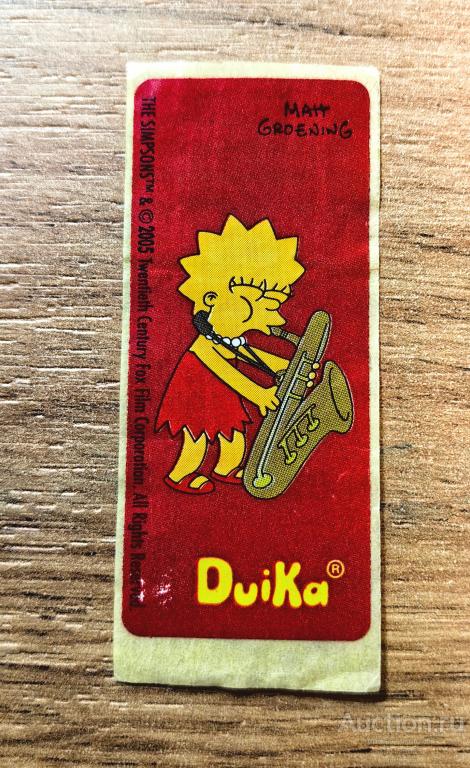 MATT
GROENING
THE SIMPSONS™ & © 2005 Twentieth Century Fox Film Corporation. All Rights Reserved.
DuiKa®
Auction.ru